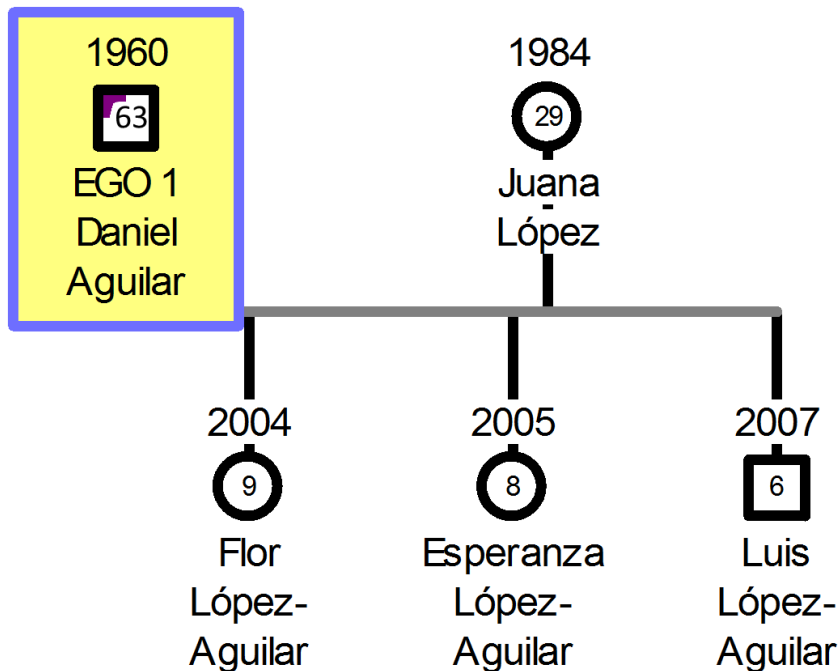 1960
63
EGO 1
Daniel
Aguilar
1984
29
Juana
López
2004
9
Flor
López-
Aguilar
2005
8
Esperanza
López-
Aguilar
2007
6
Luis
López-
Aguilar